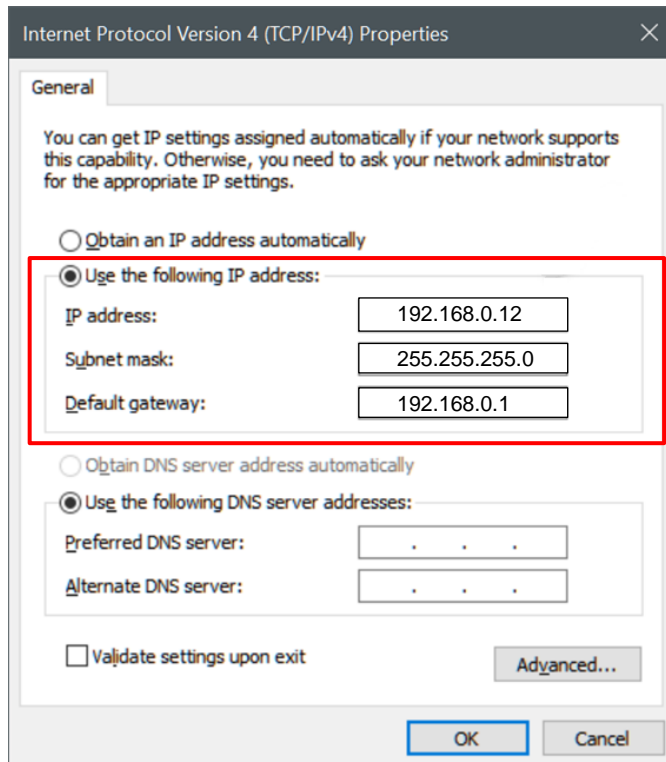 Internet Protocol Version 4 (TCP/IPv4) Properties
General
You can get IP settings assigned automatically if your network supports
this capability. Otherwise, you need to ask your network administrator
for the appropriate IP settings.
Obtain an IP address automatically
Use the following IP address:
IP address: 192.168.0.12
Subnet mask: 255.255.255.0
Default gateway: 192.168.0.1
Obtain DNS server address automatically
Use the following DNS server addresses:
Preferred DNS server: . . .
Alternate DNS server: . . .
Validate settings upon exit
Advanced...
OK Cancel